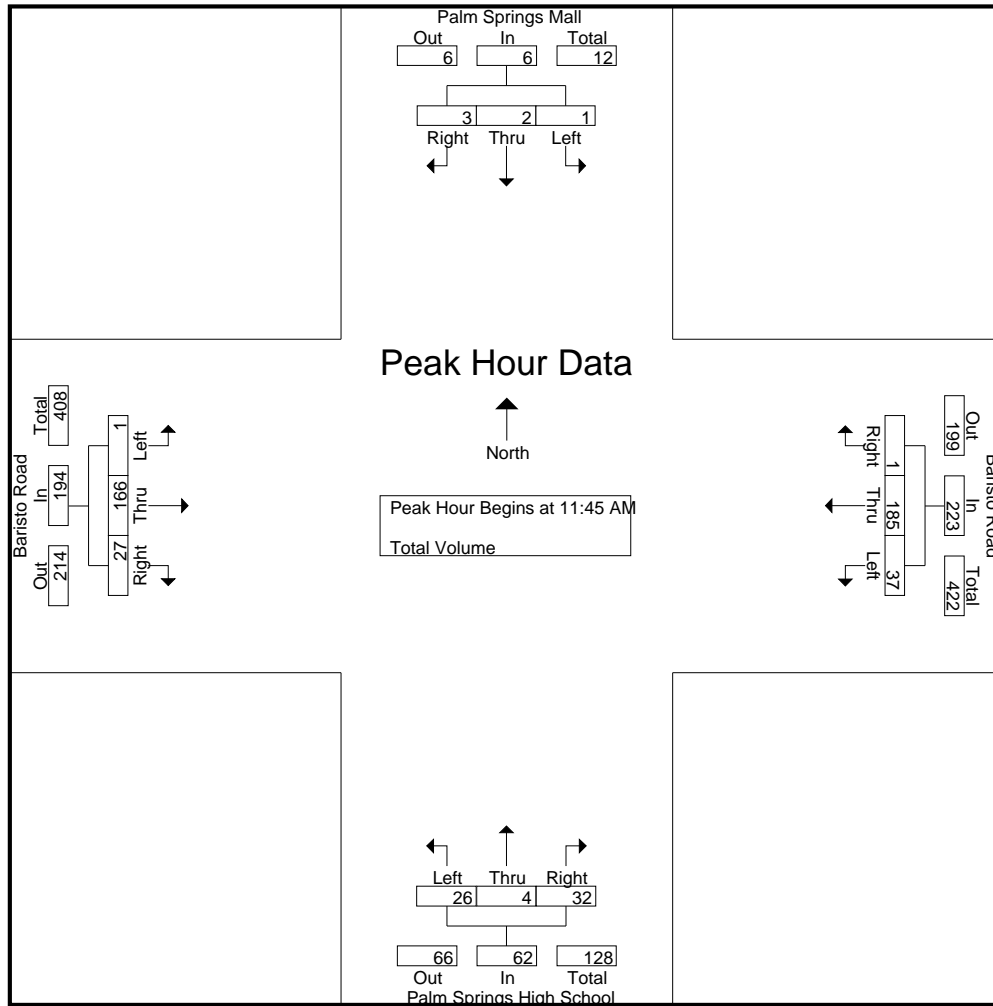 Palm Springs Mall
Out In Total
6 6 12
3 2 1
Right Thru Left
Peak Hour Data
North
Peak Hour Begins at 11:45 AM
Total Volume
Baristo Road
Total In Out
408 194 214
1 166 27
Left Thru Right
Baristo Road
Out In Total
199 223 422
1 185 37
Right Thru Left
Left Thru Right
26 4 32
66 62 128
Out In Total
Palm Springs High School